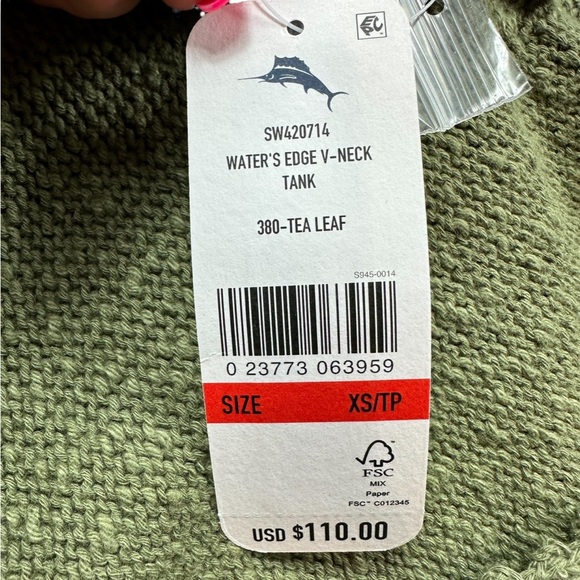 SW420714
WATER'S EDGE V-NECK
TANK
380-TEA LEAF
S945-0014
0 23773 063959
SIZE XS/TP
FSC
MIX
Paper
FSC™ C012345
USD $110.00